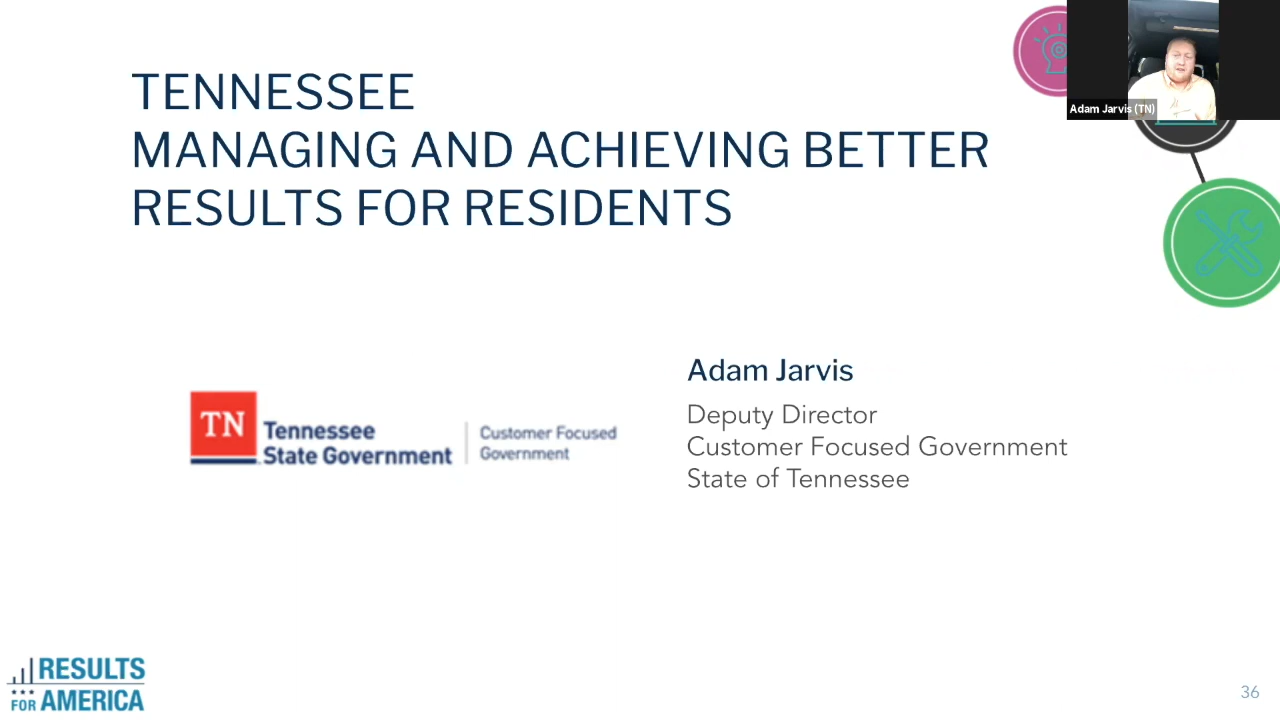 TENNESSEE
MANAGING AND ACHIEVING BETTER
RESULTS FOR RESIDENTS
Adam Jarvis (TN)
Adam Jarvis
Deputy Director
Customer Focused Government
State of Tennessee
TN
Tennessee
State Government
Customer Focused
Government
RESULTS
FOR AMERICA
36